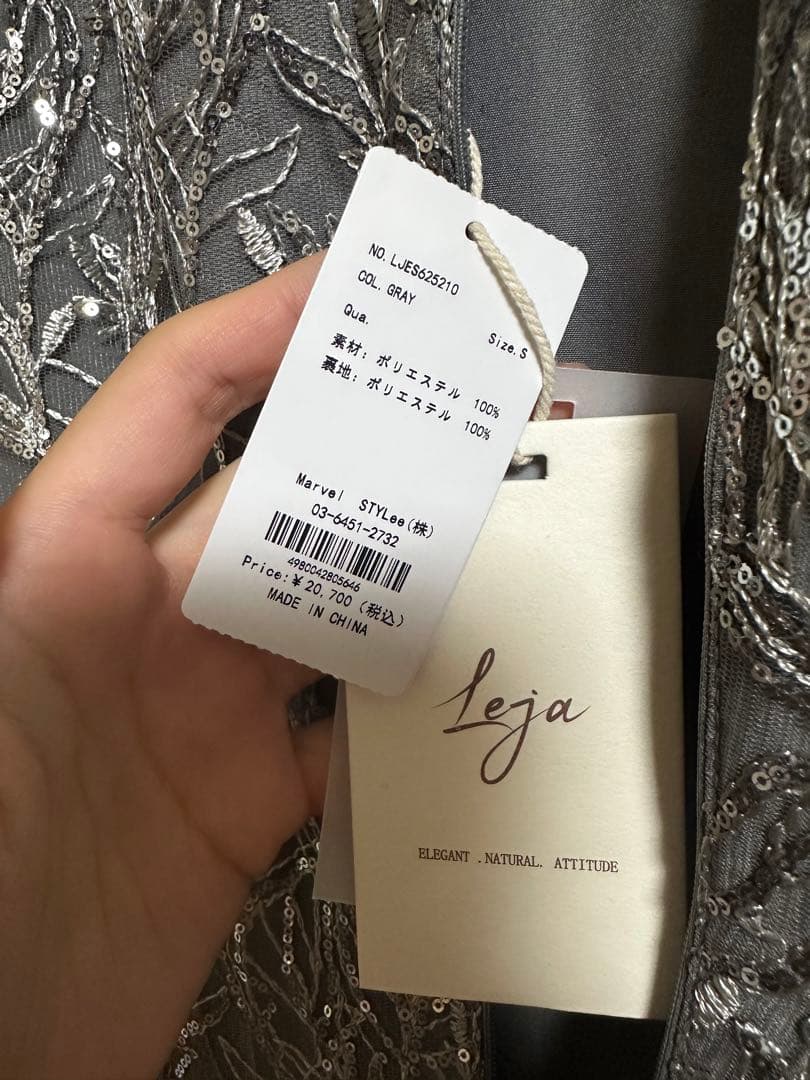 NO. LJES625210
COL. GRAY
Qua.
Size. S
素材: ポリエステル 100%
裏地: ポリエステル 100%
Marvel STYLee(株)
03-6451-2732
4980042805646
Price:¥20,700(税込)
MADE IN CHINA
Leja
ELEGANT .NATURAL. ATTITUDE